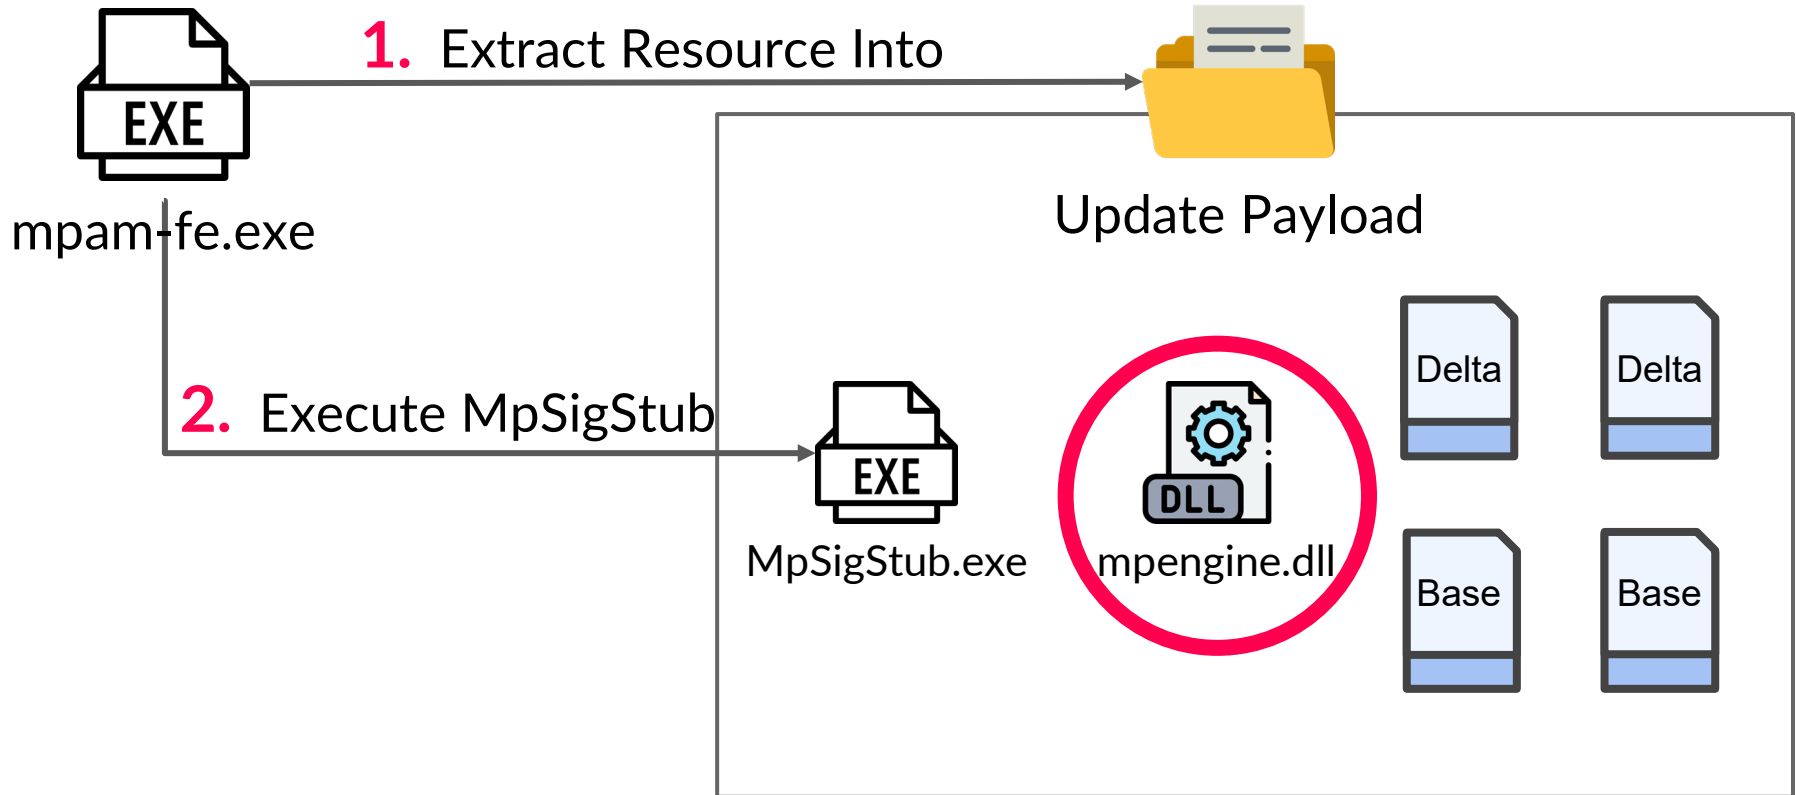 1. Extract Resource Into
EXE
mpam-fe.exe
Update Payload
2. Execute MpSigStub
EXE
MpSigStub.exe
DLL
mpengine.dll
Delta
Delta
Base
Base